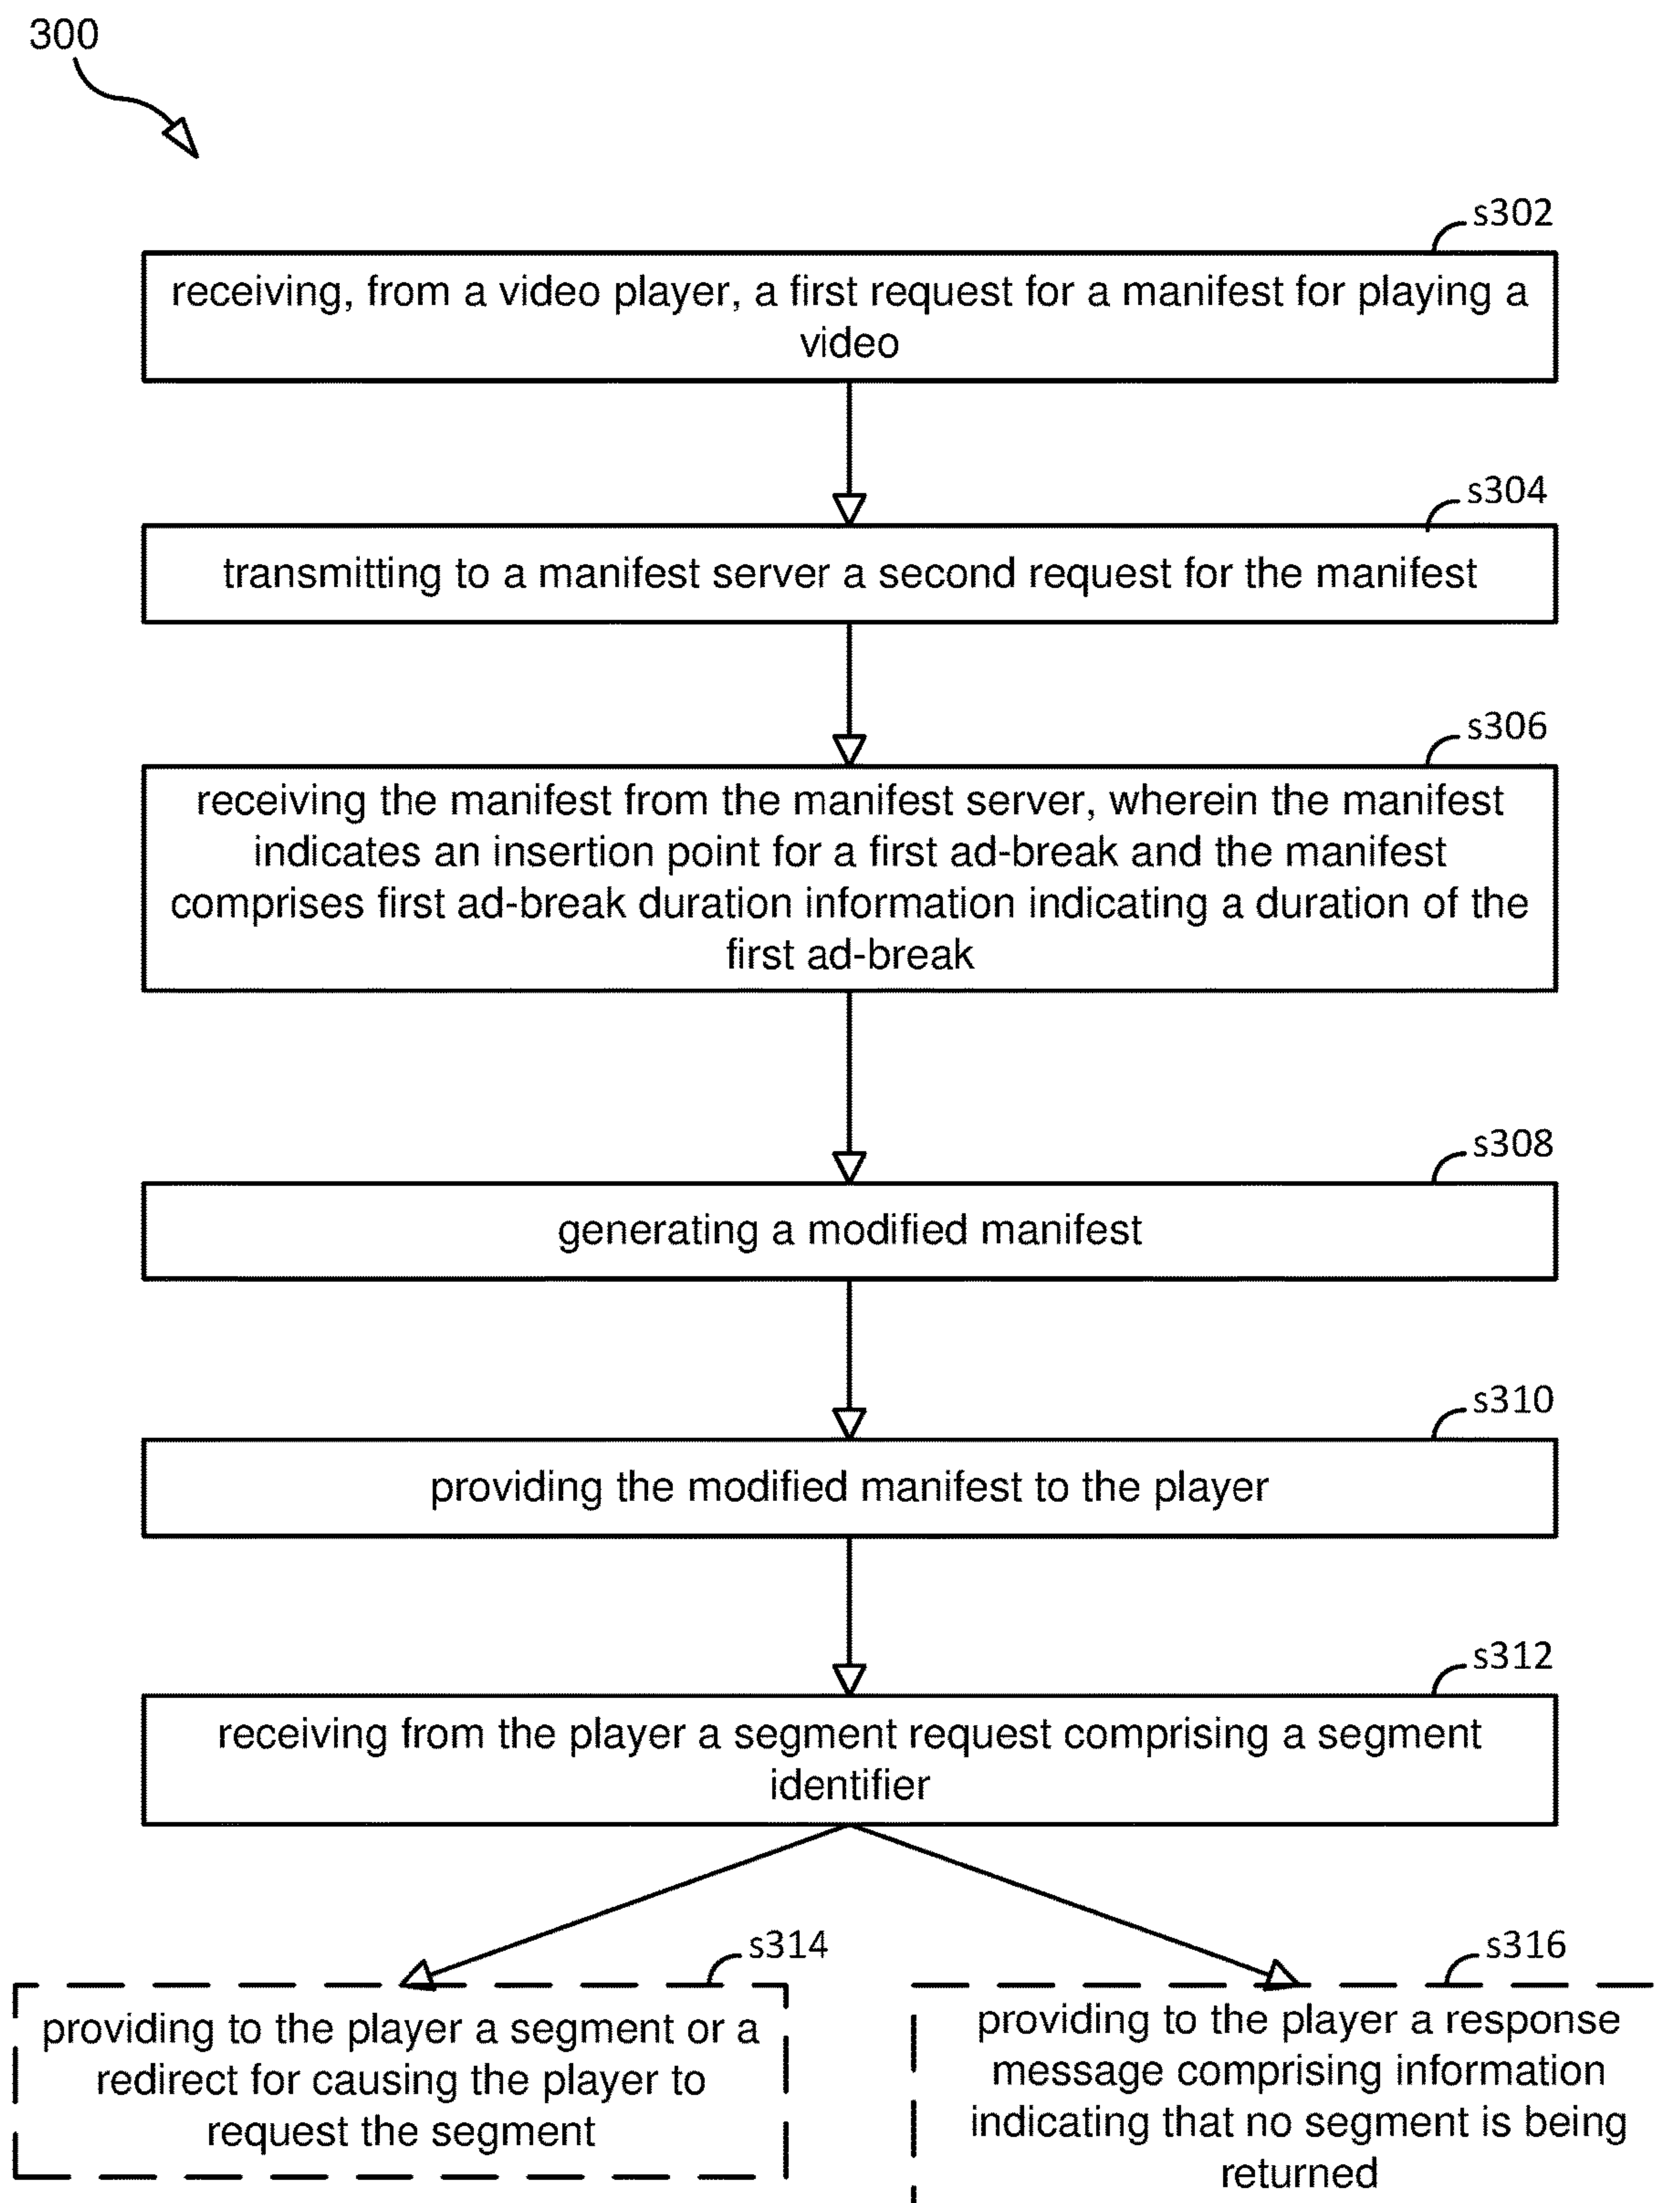 300
s302
receiving, from a video player, a first request for a manifest for playing a
video
s304
transmitting to a manifest server a second request for the manifest
s306
receiving the manifest from the manifest server, wherein the manifest
indicates an insertion point for a first ad-break and the manifest
comprises first ad-break duration information indicating a duration of the
first ad-break
s308
generating a modified manifest
s310
providing the modified manifest to the player
s312
receiving from the player a segment request comprising a segment
identifier
s314
providing to the player a segment or a
redirect for causing the player to
request the segment
s316
providing to the player a response
message comprising information
indicating that no segment is being
returned